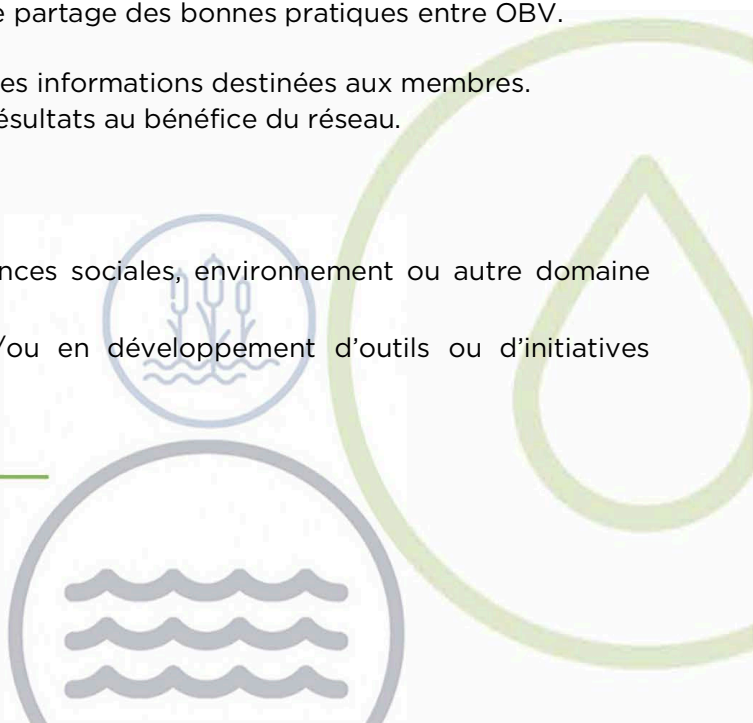 e partage des bonnes pratiques entre OBV.
es informations destinées aux membres.
ésultats au bénéfice du réseau.
nces sociales, environnement ou autre domaine
/ou en développement d’outils ou d’initiatives